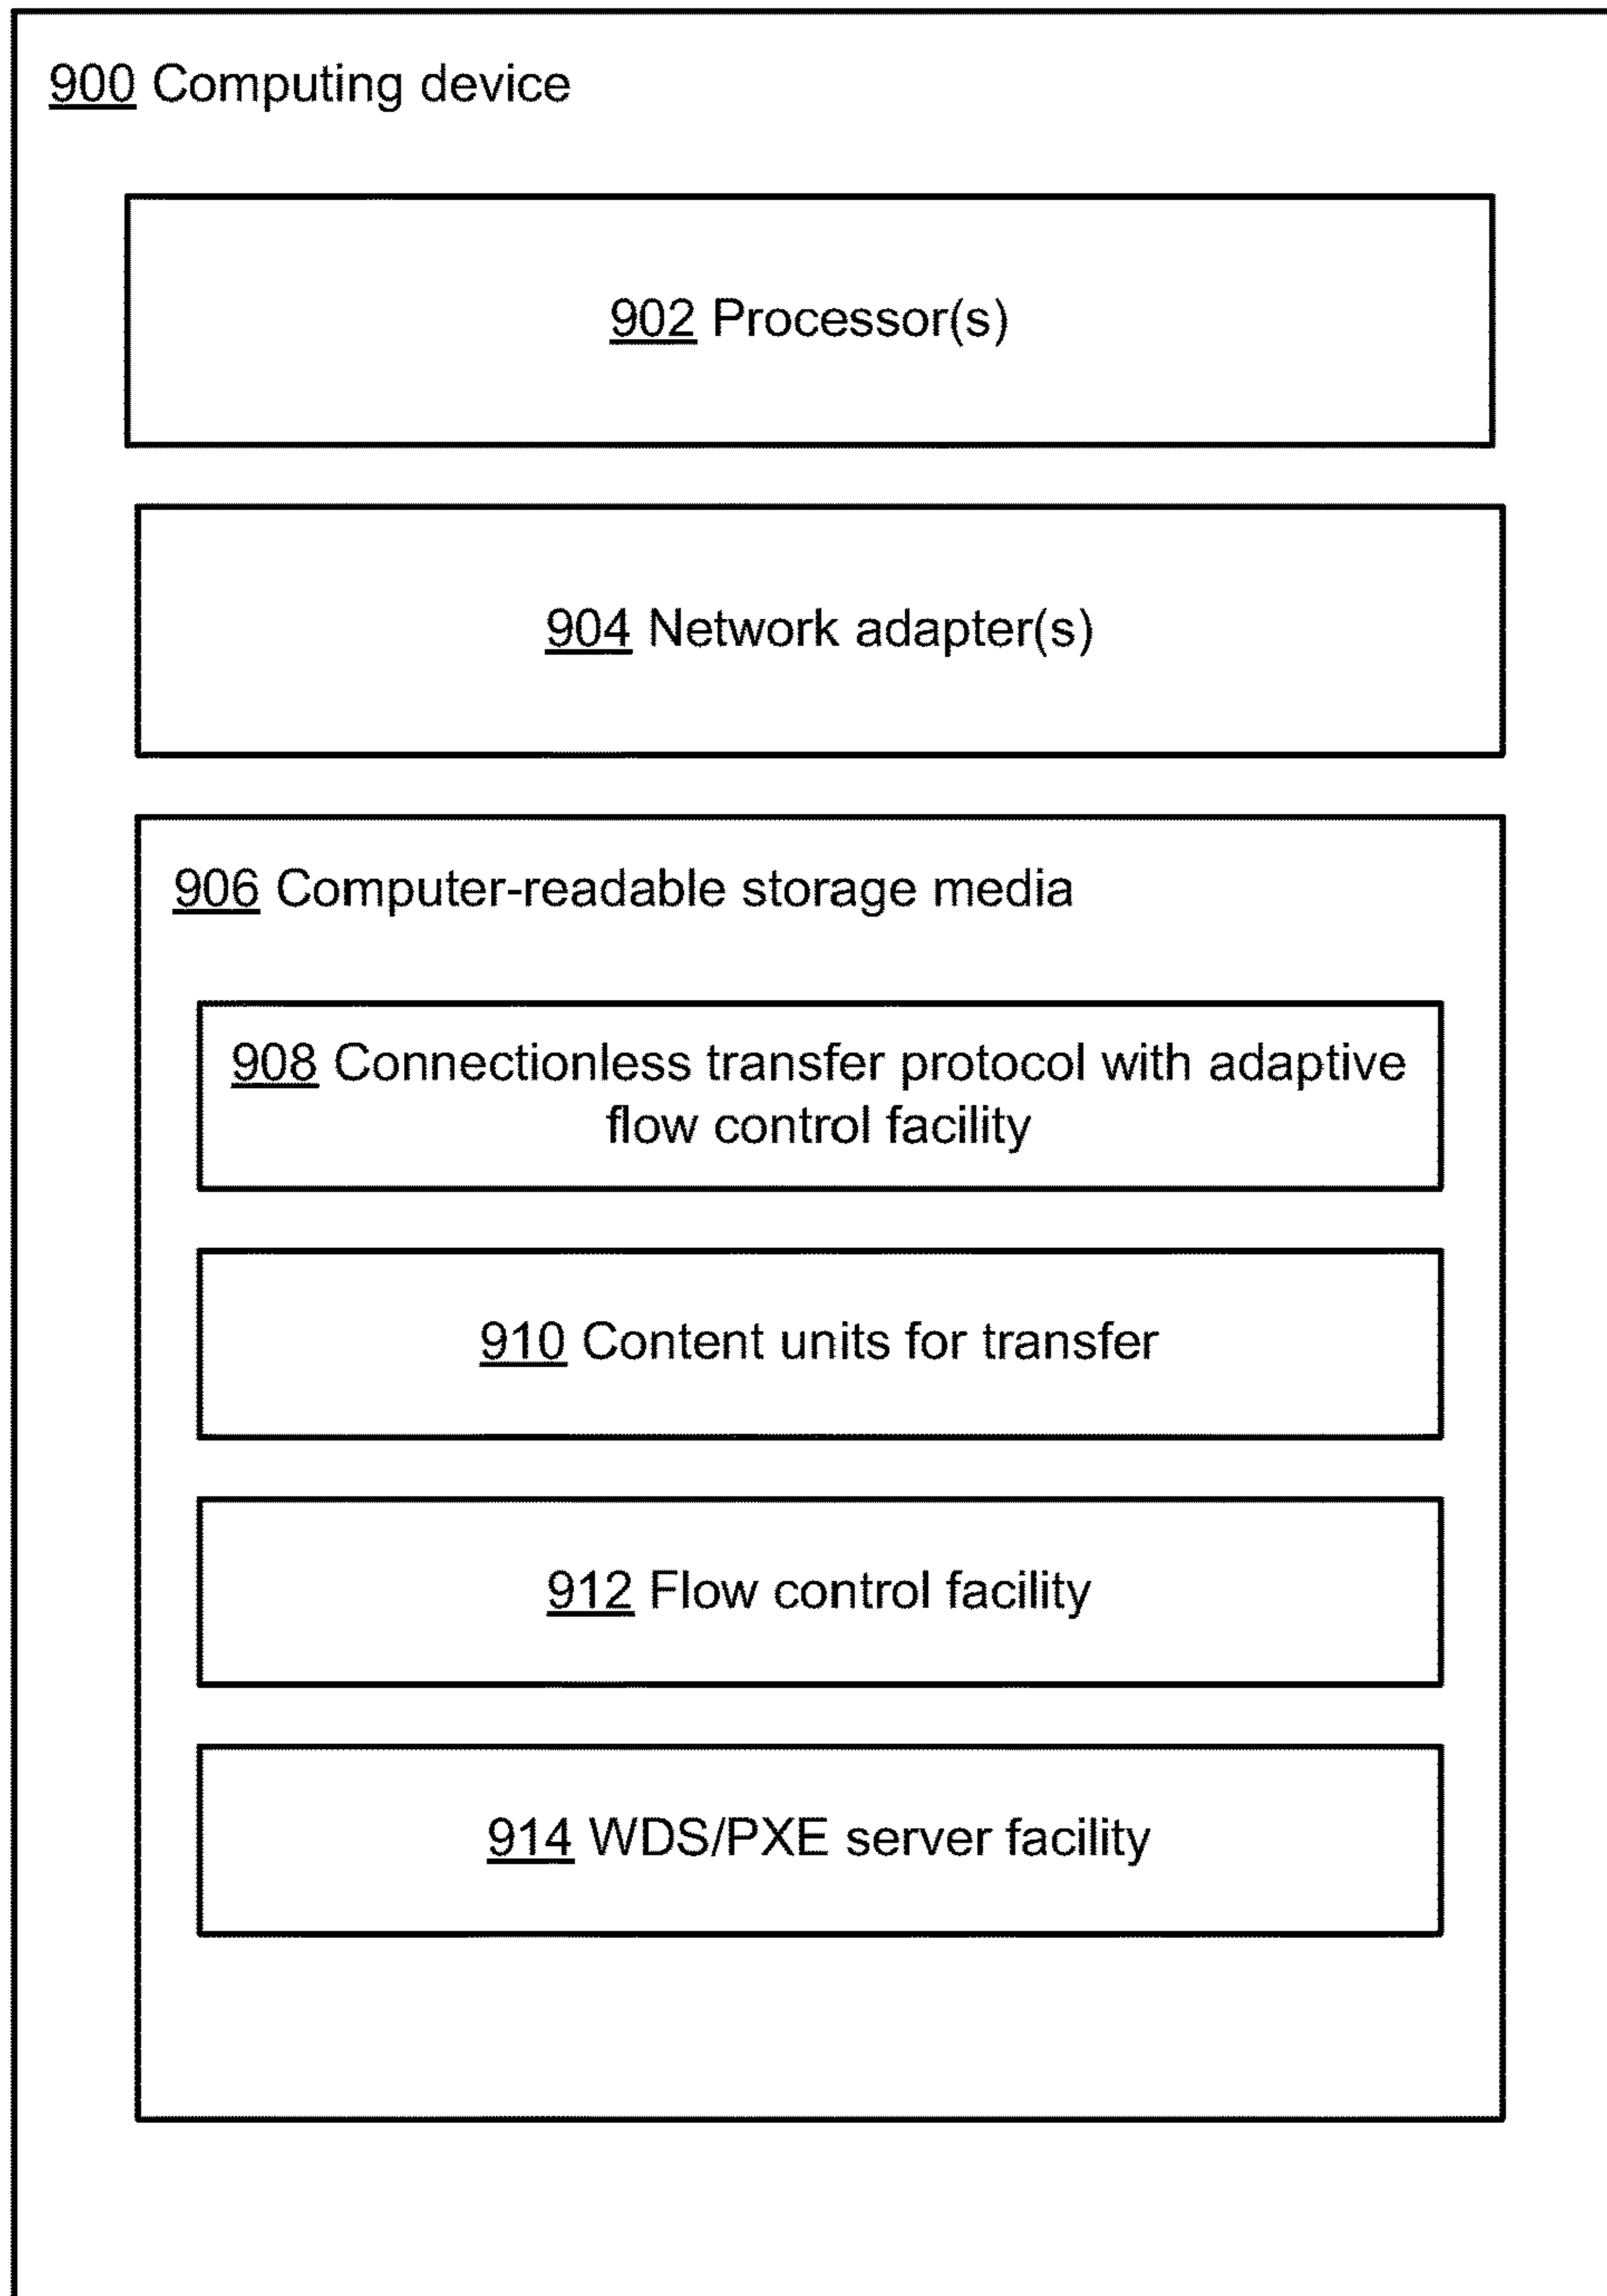 900 Computing device
902 Processor(s)
904 Network adapter(s)
906 Computer-readable storage media
908 Connectionless transfer protocol with adaptive
flow control facility
910 Content units for transfer
912 Flow control facility
914 WDS/PXE server facility